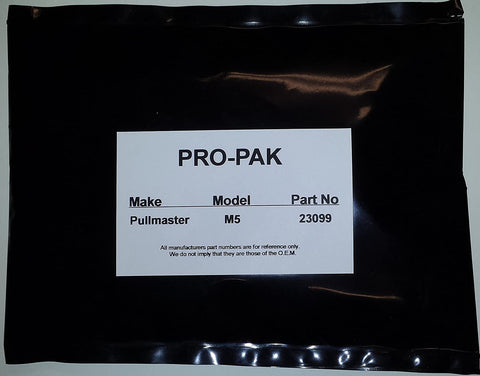 PRO-PAK
Make Model Part No
Pullmaster M5 23099
All manufacturers part numbers are for reference only.
We do not imply that they are those of the O.E.M.